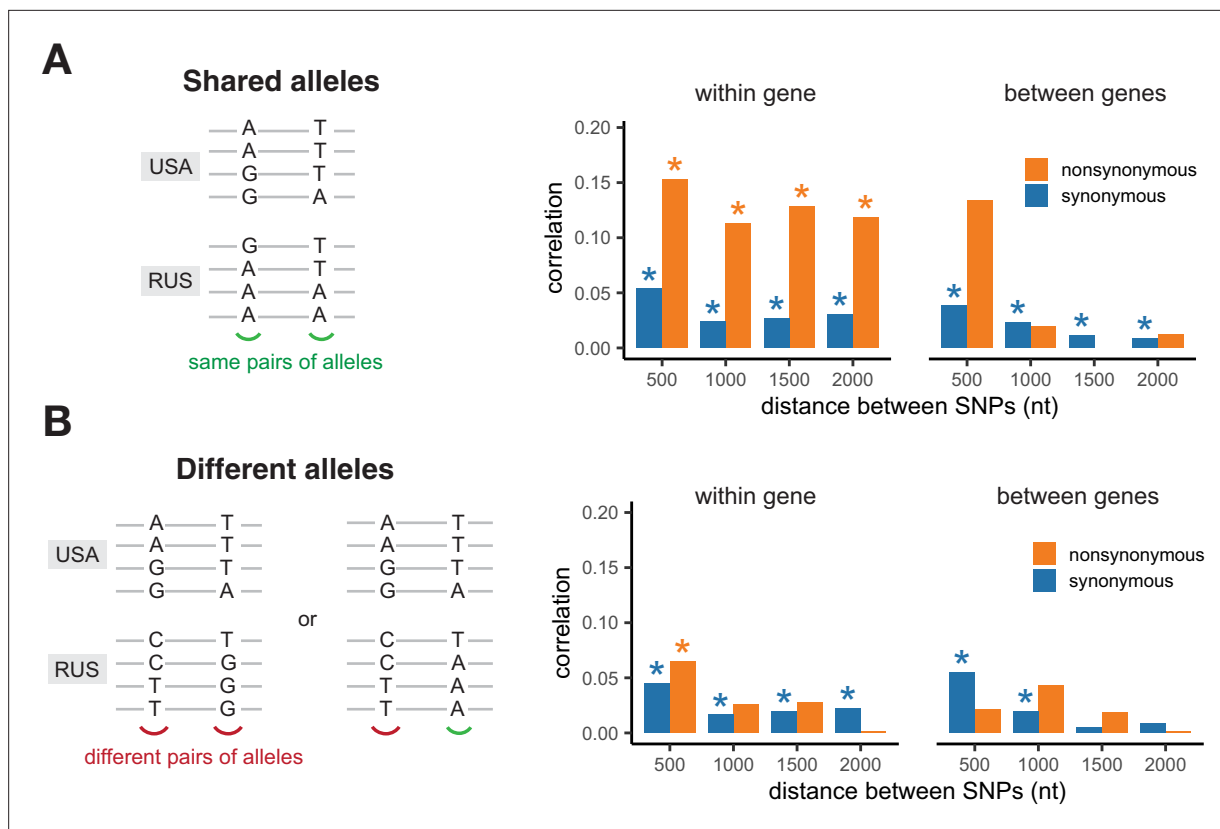 A
Shared alleles
USA
A T
A T
G T
G A
RUS
G T
A T
A A
A A
same pairs of alleles
within gene
between genes
correlation
0.20
0.15
0.10
0.05
0.00
* * * *
* * * *
* * * *
nonsynonymous
synonymous
500 1000 1500 2000
500 1000 1500 2000
distance between SNPs (nt)
B
Different alleles
USA
A T
A T
G T
G A
RUS
C T
C G
T G
T G
different pairs of alleles
or
A T
A T
G T
G A
C T
C A
T A
T A
within gene
between genes
correlation
0.20
0.15
0.10
0.05
0.00
* * * * *
* *
nonsynonymous
synonymous
500 1000 1500 2000
500 1000 1500 2000
distance between SNPs (nt)